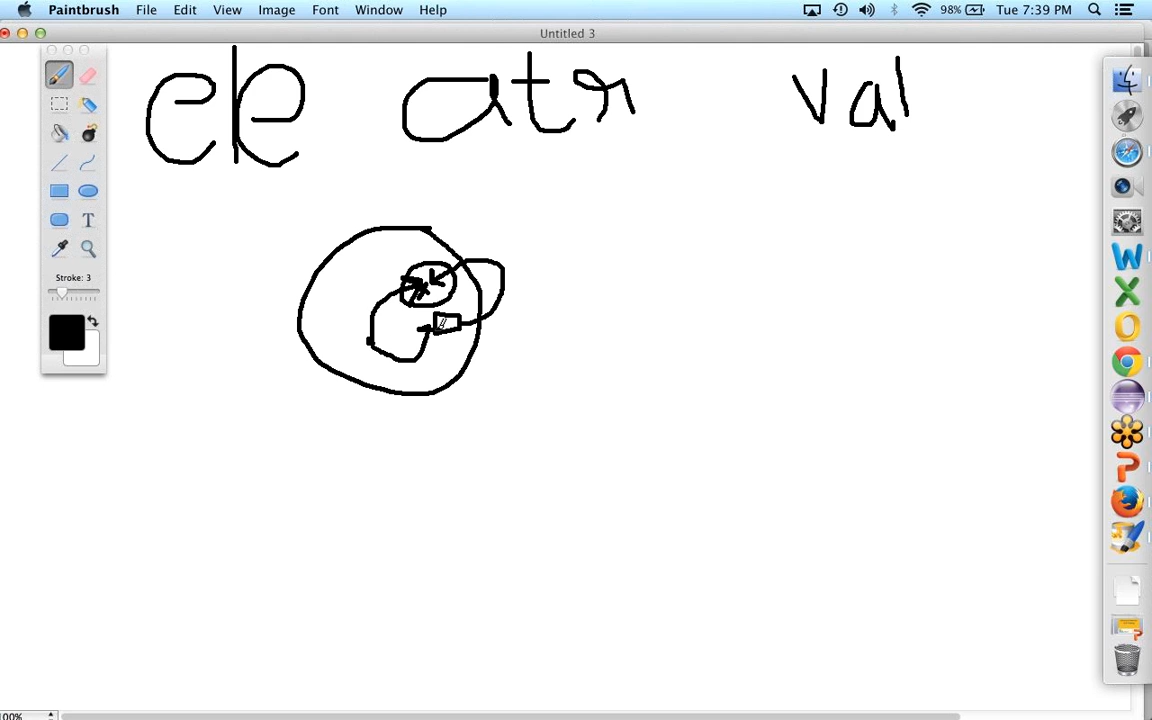 Paintbrush File Edit View Image Font Window Help 98% Tue 7:39 PM
Untitled 3
ele atr val
Stroke: 3
100%